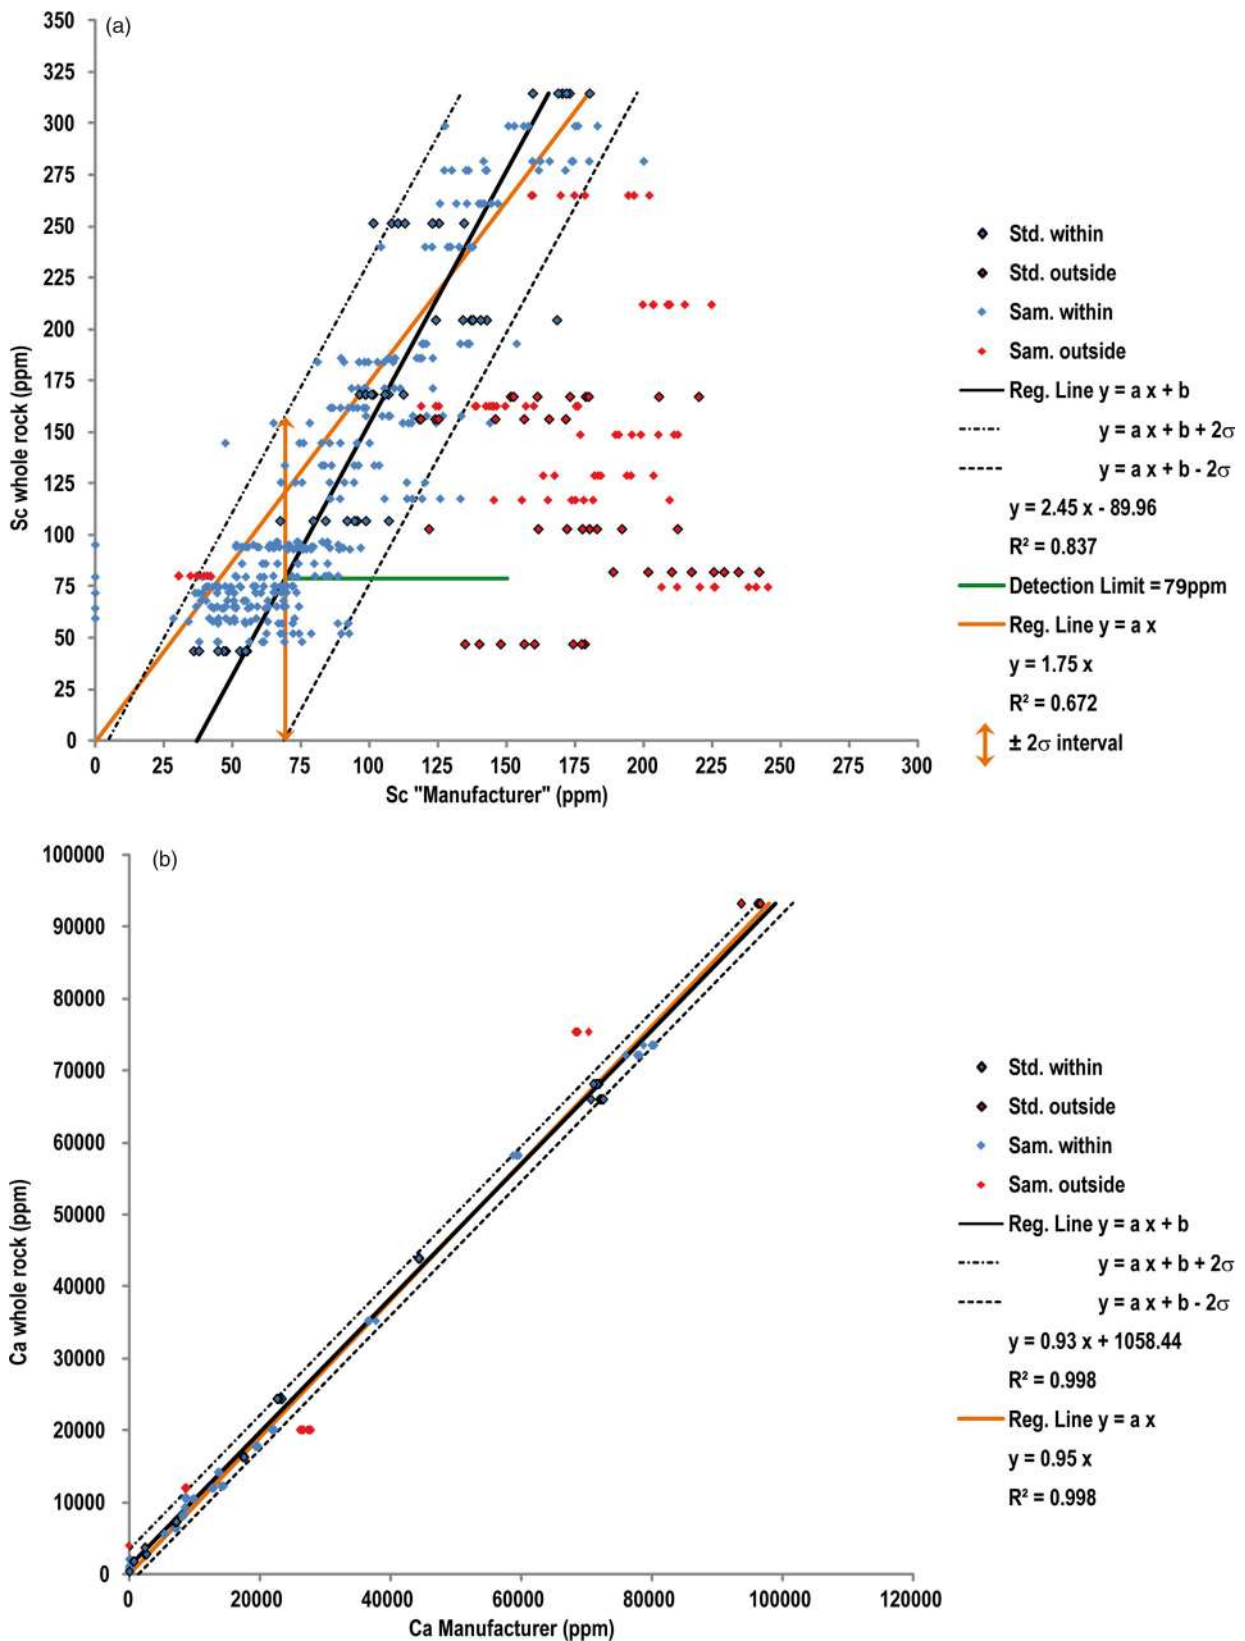 (a)
350
325
300
275
250
225
200
175
150
125
100
75
50
25
0
Sc whole rock (ppm)
0 25 50 75 100 125 150 175 200 225 250 275 300
Sc "Manufacturer" (ppm)
Std. within
Std. outside
Sam. within
Sam. outside
Reg. Line y = a x + b
y = a x + b + 2σ
y = a x + b - 2σ
y = 2.45 x - 89.96
R² = 0.837
Detection Limit = 79ppm
Reg. Line y = a x
y = 1.75 x
R² = 0.672
± 2σ interval
(b)
100000
90000
80000
70000
60000
50000
40000
30000
20000
10000
0
Ca whole rock (ppm)
0 20000 40000 60000 80000 100000 120000
Ca Manufacturer (ppm)
Std. within
Std. outside
Sam. within
Sam. outside
Reg. Line y = a x + b
y = a x + b + 2σ
y = a x + b - 2σ
y = 0.93 x + 1058.44
R² = 0.998
Reg. Line y = a x
y = 0.95 x
R² = 0.998